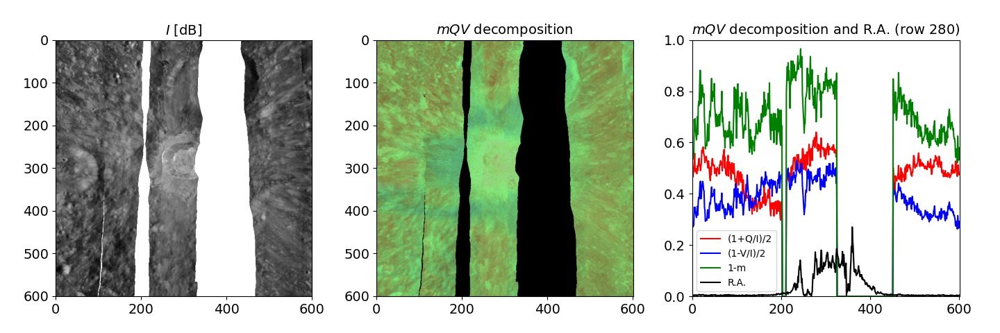 I [dB]
0
100
200
300
400
500
600
0 200 400 600
mQV decomposition
0
100
200
300
400
500
600
0 200 400 600
mQV decomposition and R.A. (row 280)
1.0
0.8
0.6
0.4
0.2
0.0
(1+Q/I)/2
(1-V/I)/2
1-m
R.A.
0 200 400 600